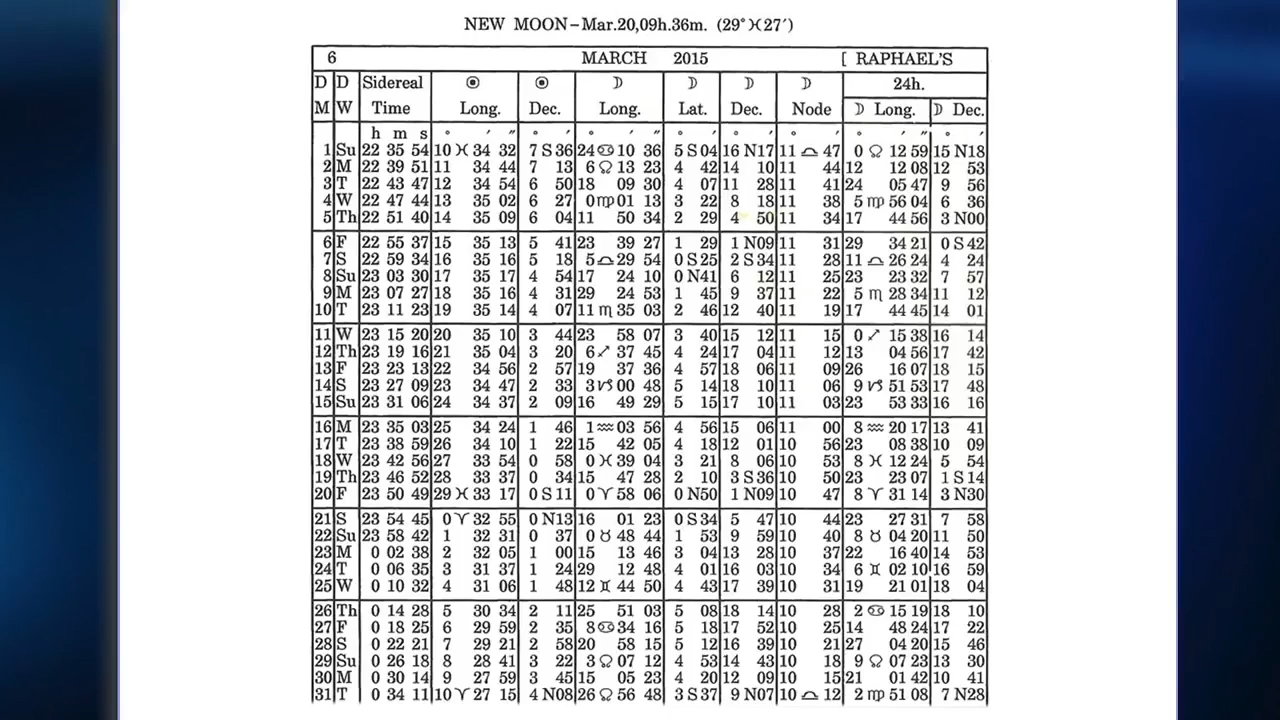 NEW MOON–Mar.20,09h.36m. (29°♓27′)
6 MARCH 2015 [ RAPHAEL'S
D D Sidereal ☉ ☉ ☽ ☽ ☽ ☽ 24h.
M W Time Long. Dec. Long. Lat. Dec. Node ☽ Long. ☽ Dec.
h m s ° ′ ″ ° ′ ° ′ ″ ° ′ ° ′ ° ′ ° ′ ″ ° ′
1 Su 22 35 54 10 ♓ 34 32 7 S 36 24 ♋ 10 36 5 S 04 16 N17 11 ♎ 47 0 ♌ 12 59 15 N18
2 M 22 39 51 11 34 44 7 13 6 ♌ 13 23 4 42 14 10 11 44 12 12 08 12 53
3 T 22 43 47 12 34 54 6 50 18 09 30 4 07 11 28 11 41 24 05 47 9 56
4 W 22 47 44 13 35 02 6 27 0 ♍ 01 13 3 22 8 18 11 38 5 ♍ 56 04 6 36
5 Th 22 51 40 14 35 09 6 04 11 50 34 2 29 4 50 11 34 17 44 56 3 N00
6 F 22 55 37 15 35 13 5 41 23 39 27 1 29 1 N09 11 31 29 34 21 0 S 42
7 S 22 59 34 16 35 16 5 18 5 ♎ 29 54 0 S 25 2 S 34 11 28 11 ♎ 26 24 4 24
8 Su 23 03 30 17 35 17 4 54 17 24 10 0 N41 6 12 11 25 23 23 32 7 57
9 M 23 07 27 18 35 16 4 31 29 24 53 1 45 9 37 11 22 5 ♏ 28 34 11 12
10 T 23 11 23 19 35 14 4 07 11 ♏ 35 03 2 46 12 40 11 19 17 44 45 14 01
11 W 23 15 20 20 35 10 3 44 23 58 07 3 40 15 12 11 15 0 ♐ 15 38 16 14
12 Th 23 19 16 21 35 04 3 20 6 ♐ 37 45 4 24 17 04 11 12 13 04 56 17 42
13 F 23 23 13 22 34 56 2 57 19 37 36 4 57 18 06 11 09 26 16 07 18 15
14 S 23 27 09 23 34 47 2 33 3 ♑ 00 48 5 14 18 10 11 06 9 ♑ 51 53 17 48
15 Su 23 31 06 24 34 37 2 09 16 49 29 5 15 17 10 11 03 23 53 33 16 16
16 M 23 35 03 25 34 24 1 46 1 ♒ 03 56 4 56 15 06 11 00 8 ♒ 20 17 13 41
17 T 23 38 59 26 34 10 1 22 15 42 05 4 18 12 01 10 56 23 08 38 10 09
18 W 23 42 56 27 33 54 0 58 0 ♓ 39 04 3 21 8 06 10 53 8 ♓ 12 24 5 54
19 Th 23 46 52 28 33 37 0 34 15 47 28 2 10 3 S 36 10 50 23 23 07 1 S 14
20 F 23 50 49 29 ♓ 33 17 0 S 11 0 ♈ 58 06 0 N50 1 N09 10 47 8 ♈ 31 14 3 N30
21 S 23 54 45 0 ♈ 32 55 0 N13 16 01 23 0 S 34 5 47 10 44 23 27 31 7 58
22 Su 23 58 42 1 32 31 0 37 0 ♉ 48 44 1 53 9 59 10 40 8 ♉ 04 20 11 50
23 M 0 02 38 2 32 05 1 00 15 13 46 3 04 13 28 10 37 22 16 40 14 53
24 T 0 06 35 3 31 37 1 24 29 12 48 4 01 16 03 10 34 6 ♊ 02 10 16 59
25 W 0 10 32 4 31 06 1 48 12 ♊ 44 50 4 43 17 39 10 31 19 21 01 18 04
26 Th 0 14 28 5 30 34 2 11 25 51 03 5 08 18 14 10 28 2 ♋ 15 19 18 10
27 F 0 18 25 6 29 59 2 35 8 ♋ 34 16 5 18 17 52 10 25 14 48 24 17 22
28 S 0 22 21 7 29 21 2 58 20 58 15 5 12 16 39 10 21 27 04 20 15 46
29 Su 0 26 18 8 28 41 3 22 3 ♌ 07 12 4 53 14 43 10 18 9 ♌ 07 23 13 30
30 M 0 30 14 9 27 59 3 45 15 05 23 4 20 12 09 10 15 21 01 42 10 41
31 T 0 34 11 10 ♈ 27 15 4 N08 26 ♌ 56 48 3 S 37 9 N07 10 ♎ 12 2 ♍ 51 08 7 N28